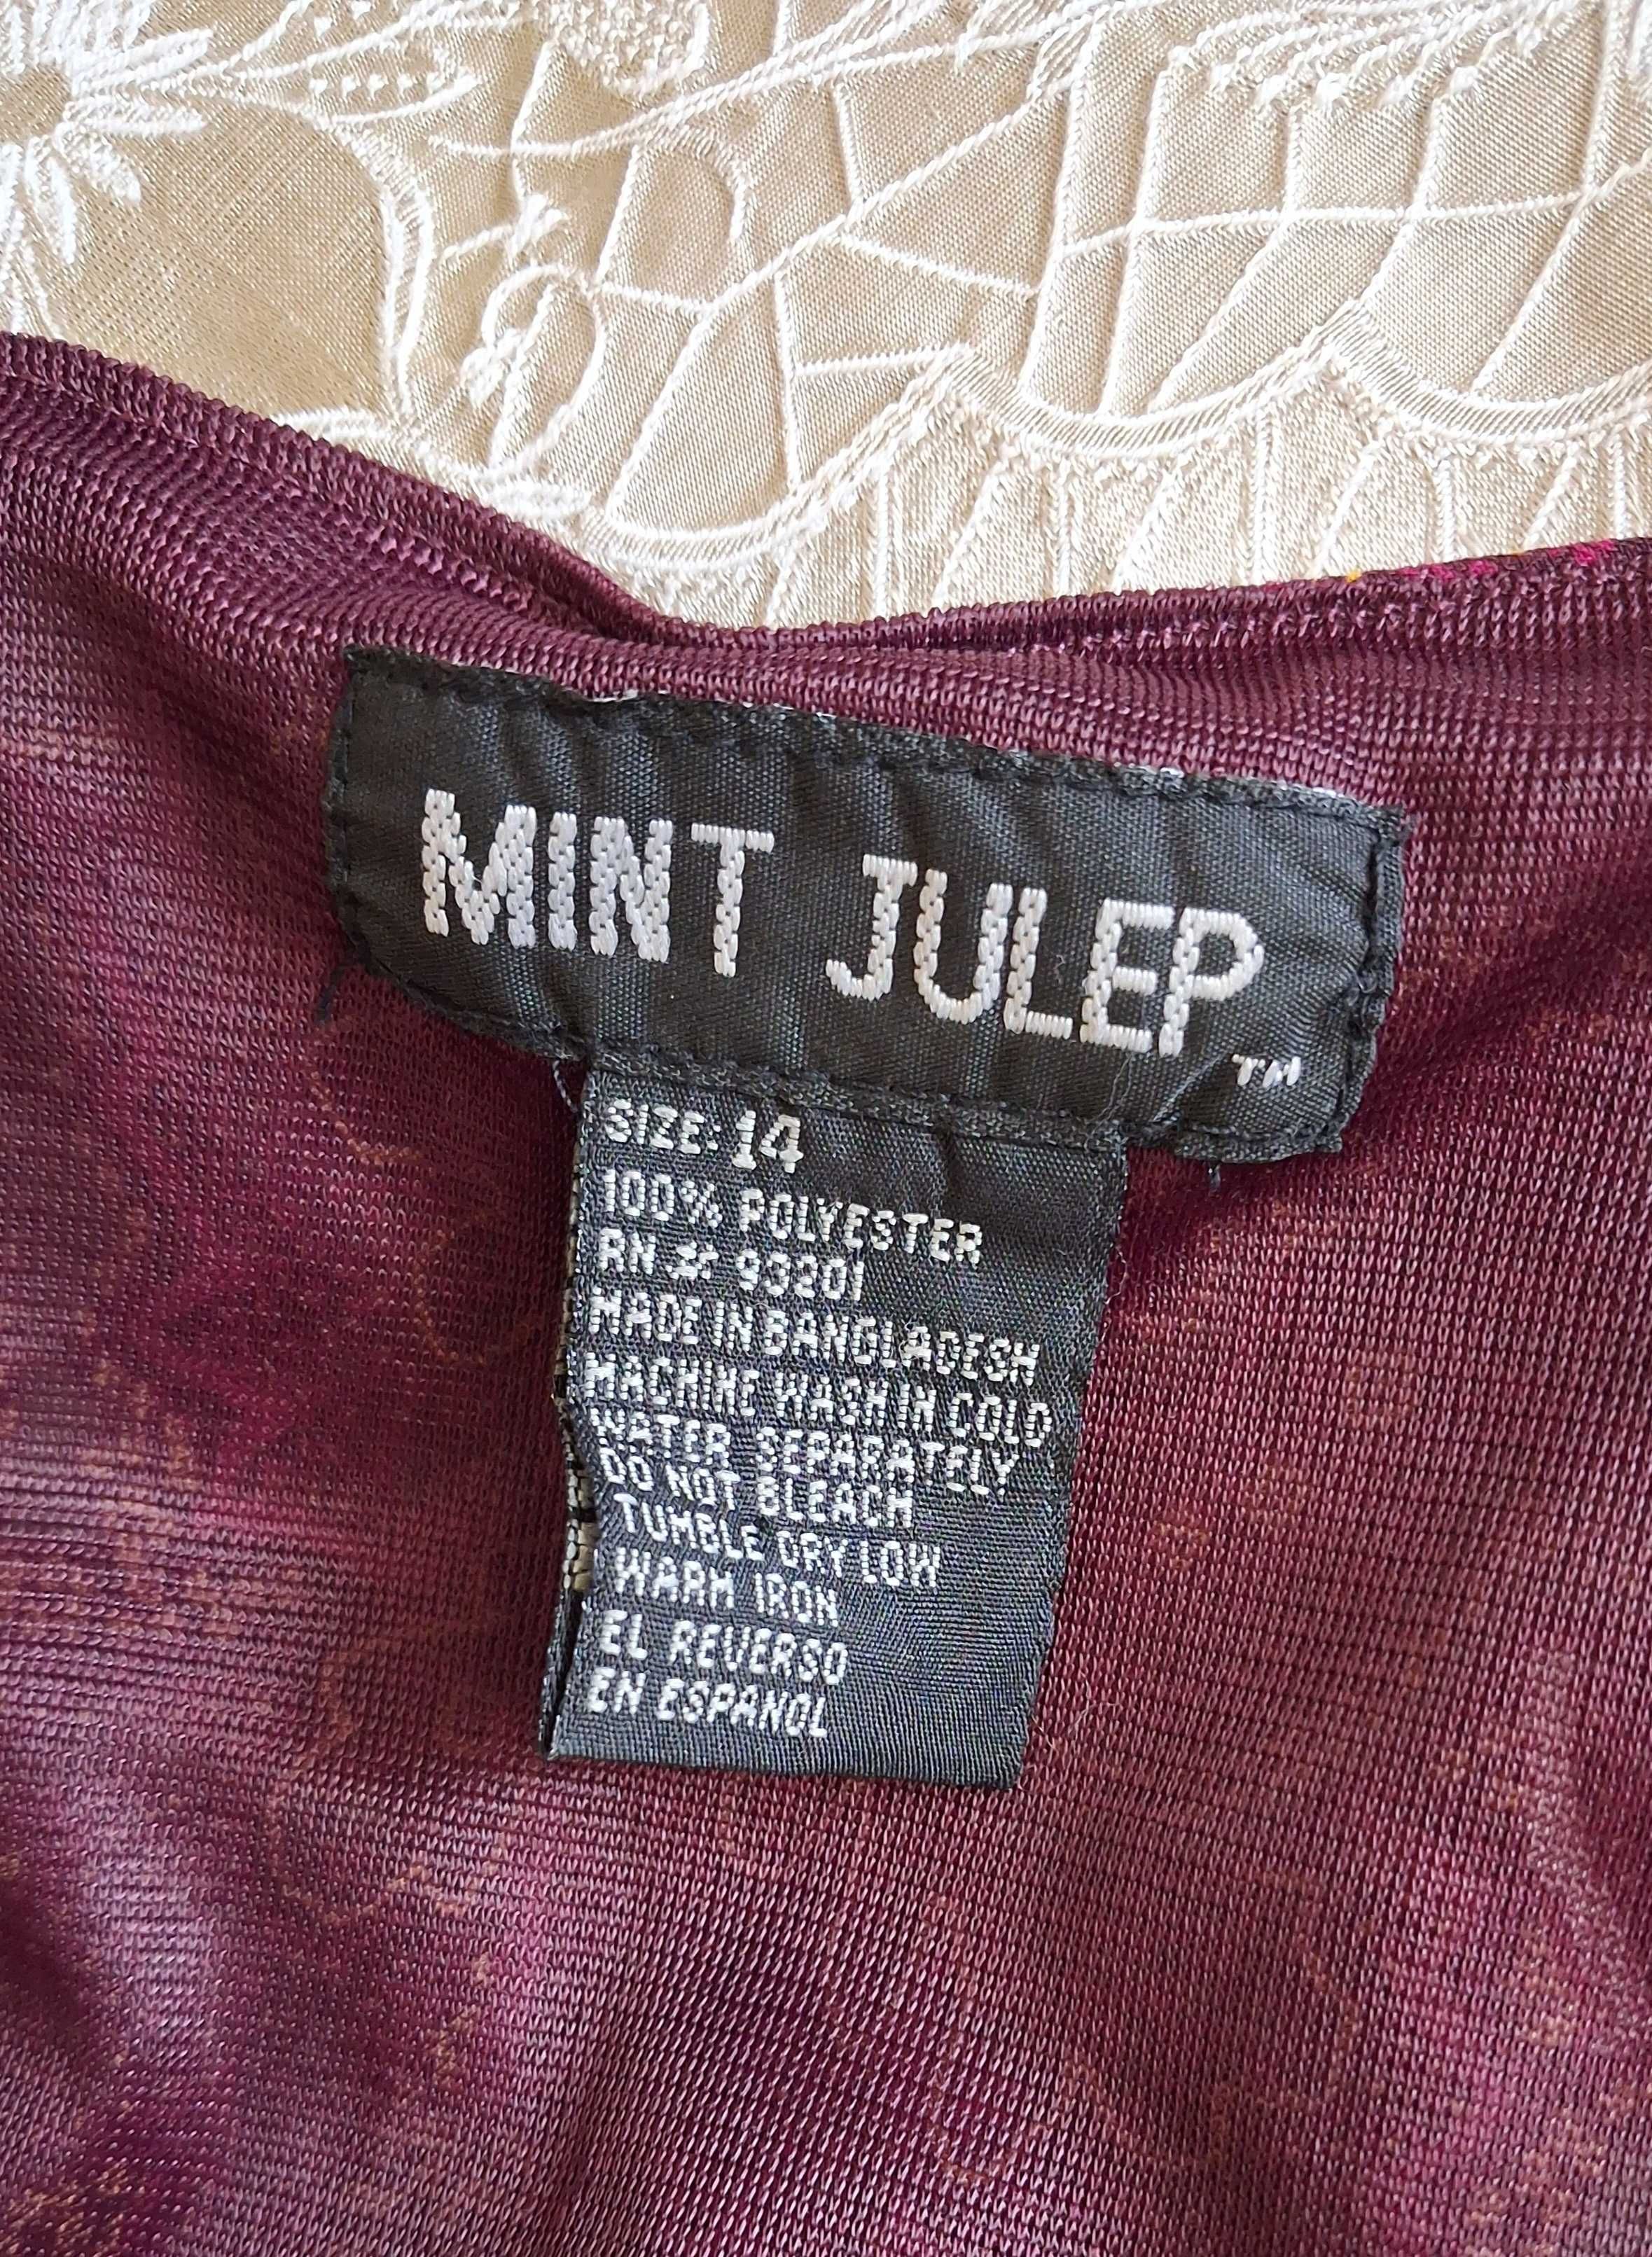 MINT JULEP
™
SIZE: 14
100% POLYESTER
RN # 93201
MADE IN BANGLADESH
MACHINE WASH IN COLD
WATER SEPARATELY
DO NOT BLEACH
TUMBLE DRY LOW
WARM IRON
EL REVERSO
EN ESPANOL